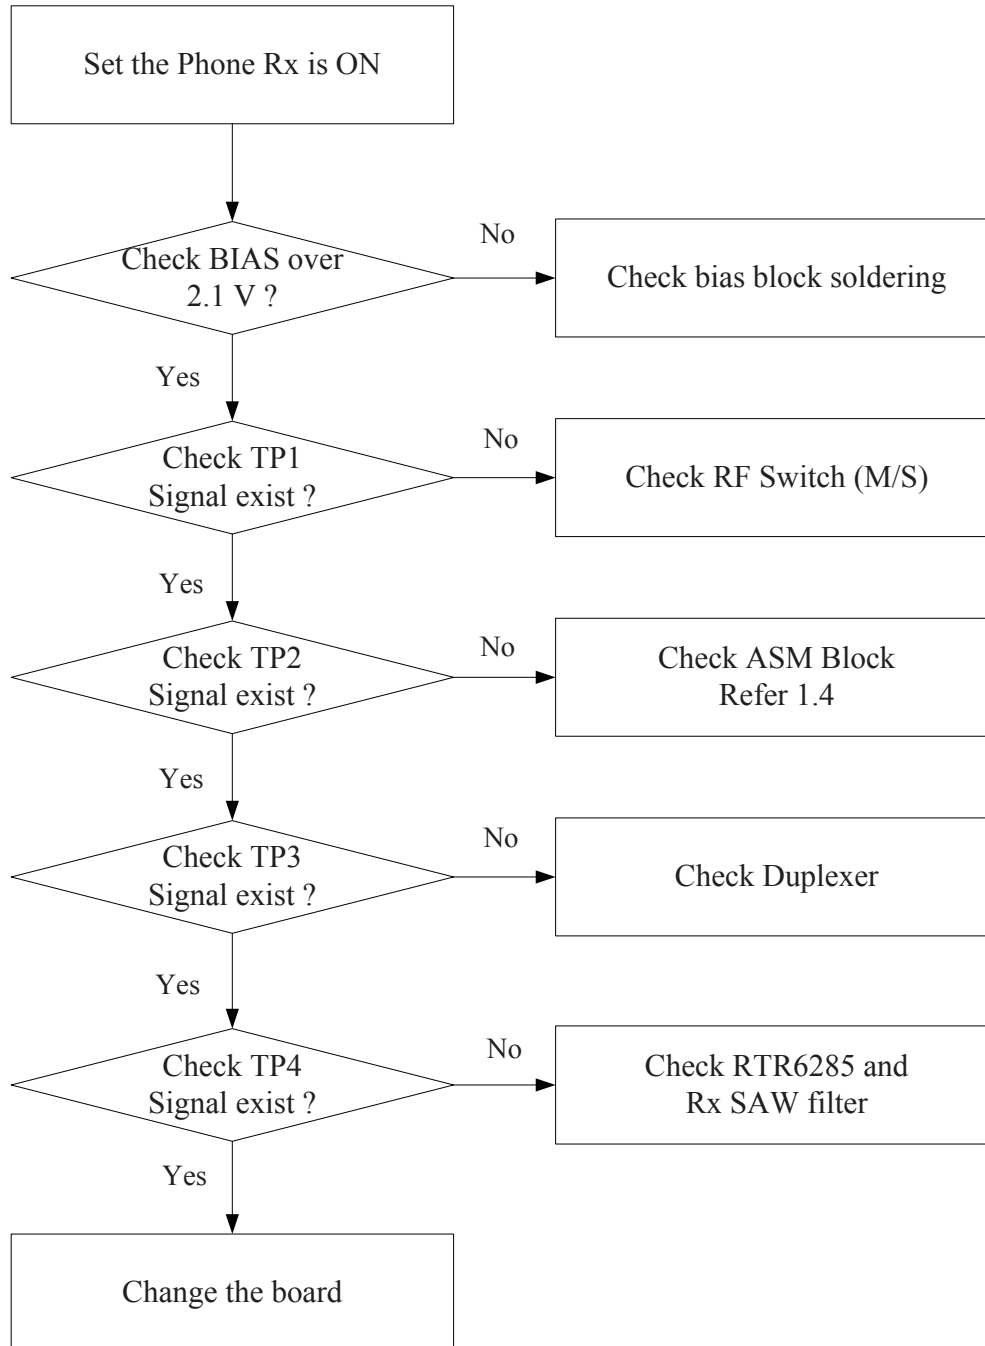 Set the Phone Rx is ON
Check BIAS over
2.1 V ?
No
Check bias block soldering
Yes
Check TP1
Signal exist ?
No
Check RF Switch (M/S)
Yes
Check TP2
Signal exist ?
No
Check ASM Block
Refer 1.4
Yes
Check TP3
Signal exist ?
No
Check Duplexer
Yes
Check TP4
Signal exist ?
No
Check RTR6285 and
Rx SAW filter
Yes
Change the board